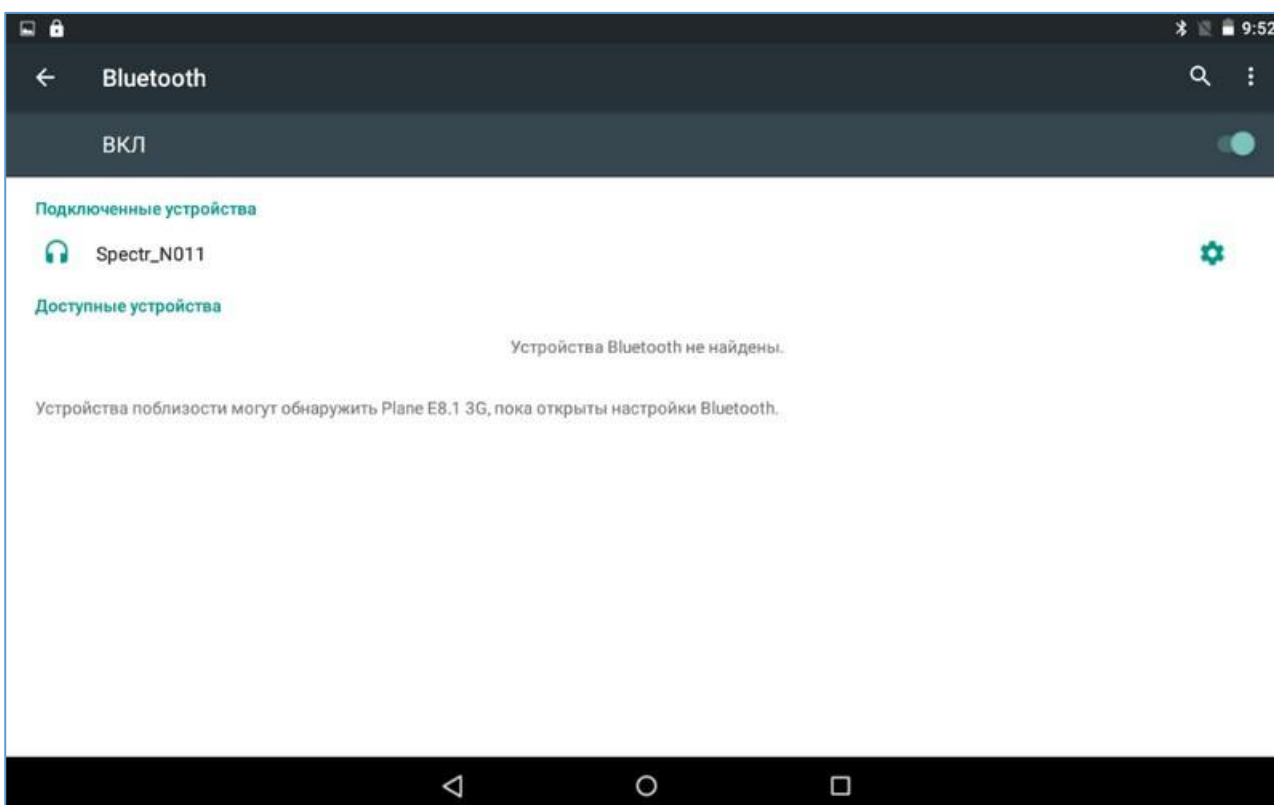 9:52
Bluetooth
ВКЛ
Подключенные устройства
Spectr_N011
Доступные устройства
Устройства Bluetooth не найдены.
Устройства поблизости могут обнаружить Plane E8.1 3G, пока открыты настройки Bluetooth.